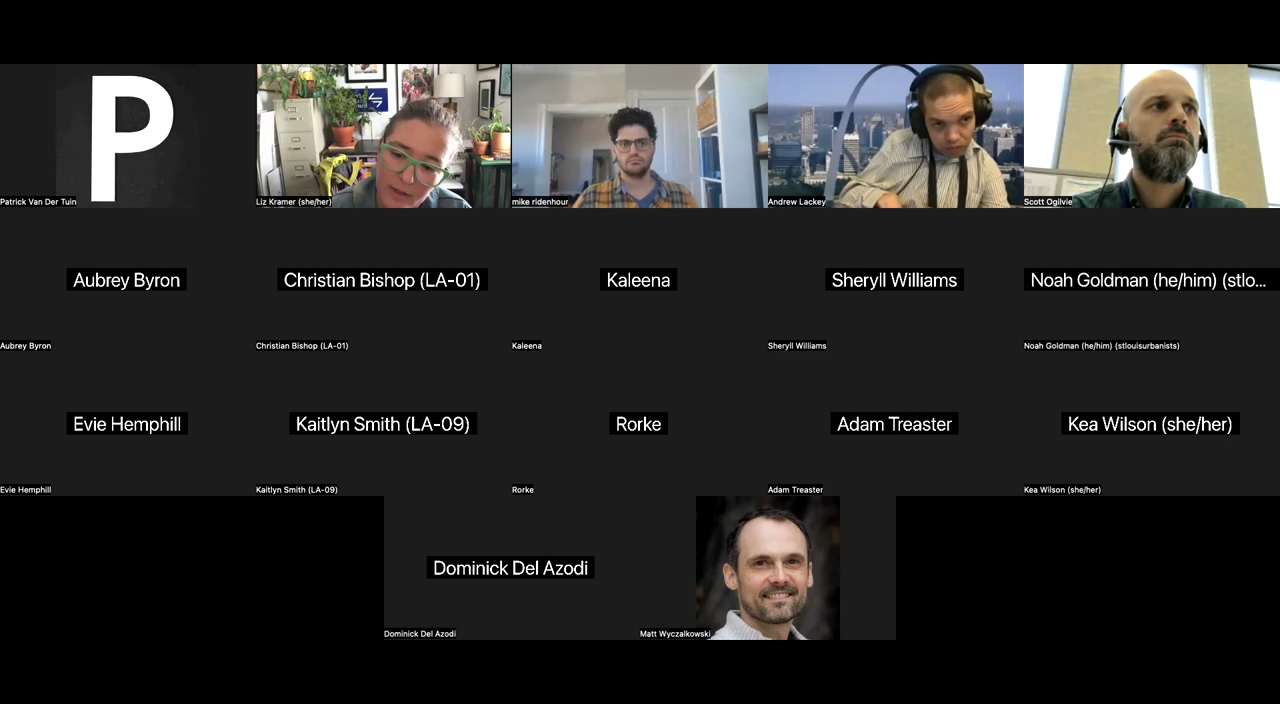 P
Patrick Van Der Tuin
Liz Kramer (she/her)
mike ridenhour
Andrew Lackey
Scott Ogilvie
Aubrey Byron
Christian Bishop (LA-01)
Kaleena
Sheryll Williams
Noah Goldman (he/him) (stlo...
Aubrey Byron
Christian Bishop (LA-01)
Kaleena
Sheryll Williams
Noah Goldman (he/him) (stlouisurbanists)
Evie Hemphill
Kaitlyn Smith (LA-09)
Rorke
Adam Treaster
Kea Wilson (she/her)
Evie Hemphill
Kaitlyn Smith (LA-09)
Rorke
Adam Treaster
Kea Wilson (she/her)
Dominick Del Azodi
Dominick Del Azodi
Matt Wyczalkowski